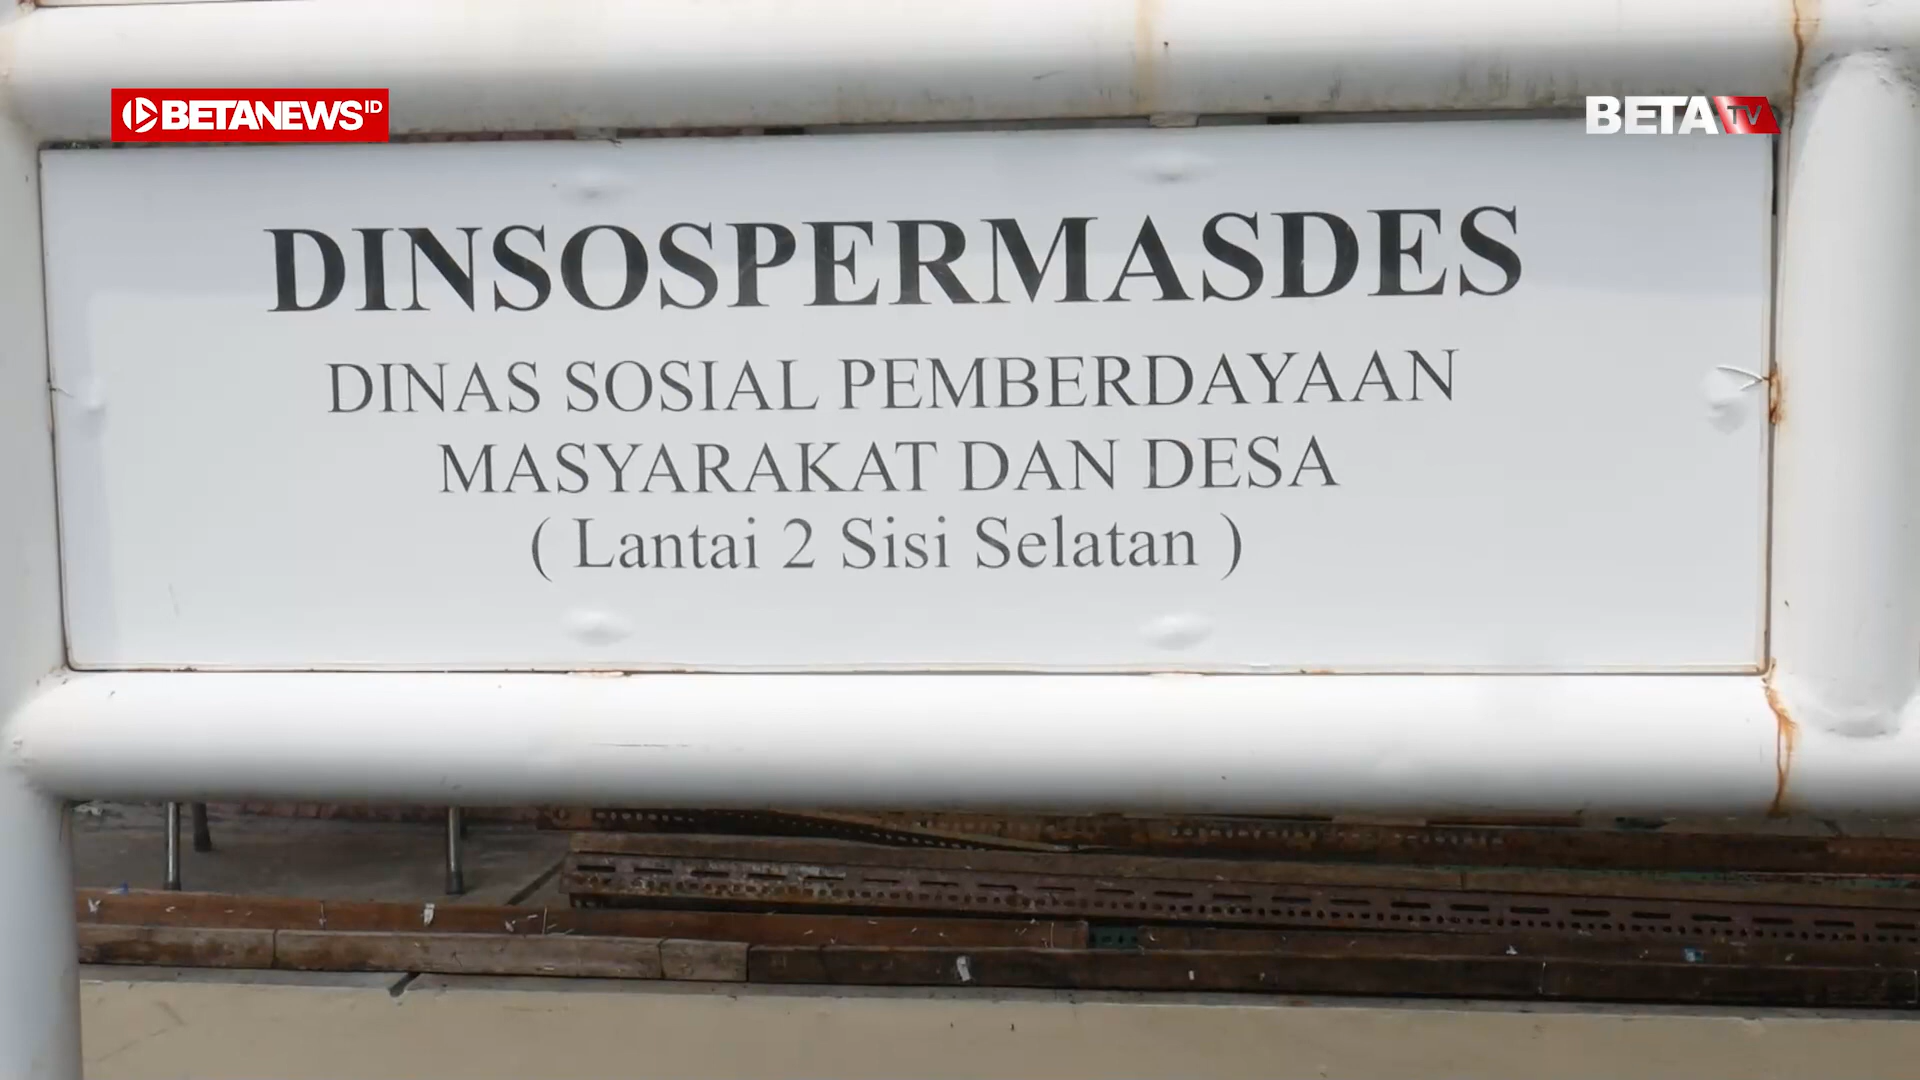 BETANEWS ID
BETA TV
DINSOSPERMASDES
DINAS SOSIAL PEMBERDAYAAN
MASYARAKAT DAN DESA
( Lantai 2 Sisi Selatan )